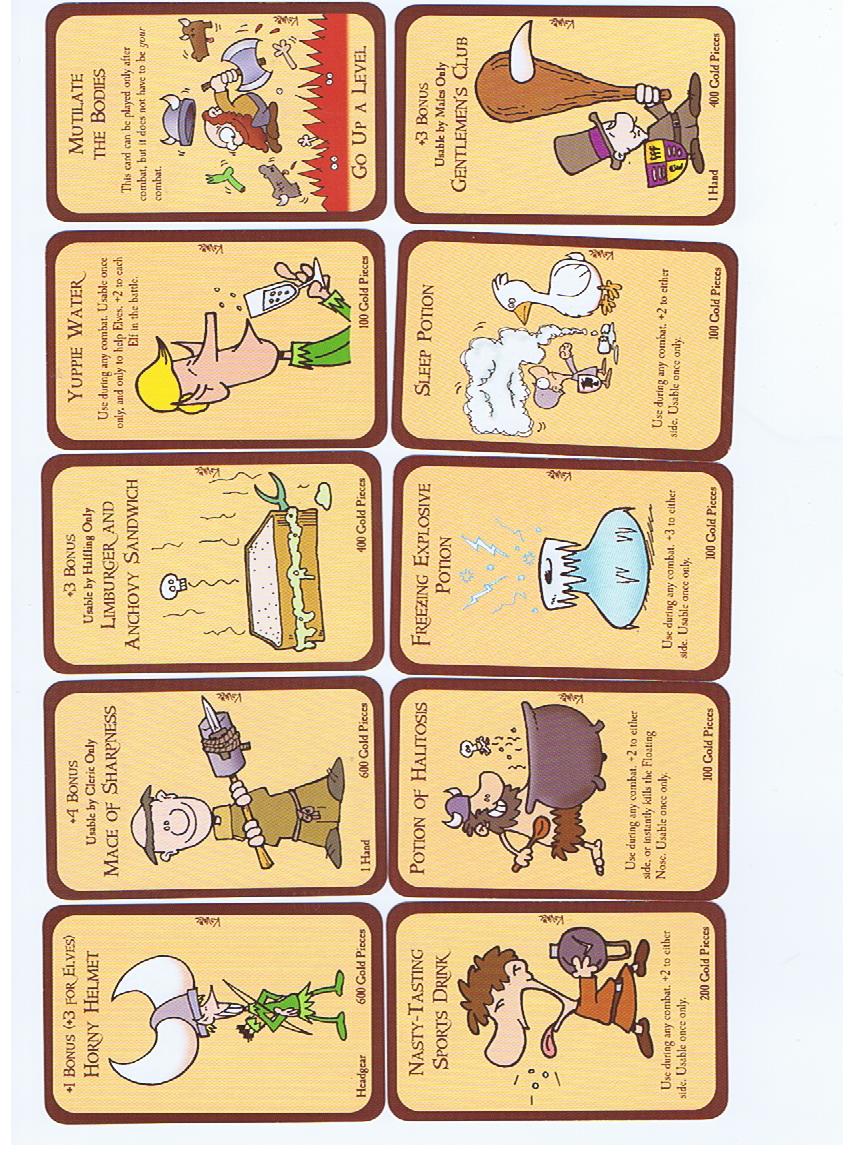 +1 BONUS (+3 FOR ELVES)
HORNY HELMET
Headgear 600 Gold Pieces
+4 BONUS
Usable by Cleric Only
MACE OF SHARPNESS
1 Hand 600 Gold Pieces
+3 BONUS
Usable by Halfling Only
LIMBURGER AND
ANCHOVY SANDWICH
400 Gold Pieces
YUPPIE WATER
Use during any combat. Usable once
only, and only to help Elves. +2 to each
Elf in the battle.
100 Gold Pieces
MUTILATE
THE BODIES
This card can be played only after
combat, but it does not have to be your
combat.
GO UP A LEVEL
NASTY-TASTING
SPORTS DRINK
Use during any combat. +2 to either
side. Usable once only.
200 Gold Pieces
POTION OF HALITOSIS
Use during any combat. +2 to either
side, or instantly kills the Floating
Nose. Usable once only.
100 Gold Pieces
FREEZING EXPLOSIVE
POTION
Use during any combat. +3 to either
side. Usable once only.
100 Gold Pieces
SLEEP POTION
Use during any combat. +2 to either
side. Usable once only.
100 Gold Pieces
+3 BONUS
Usable by Males Only
GENTLEMEN'S CLUB
1 Hand 400 Gold Pieces